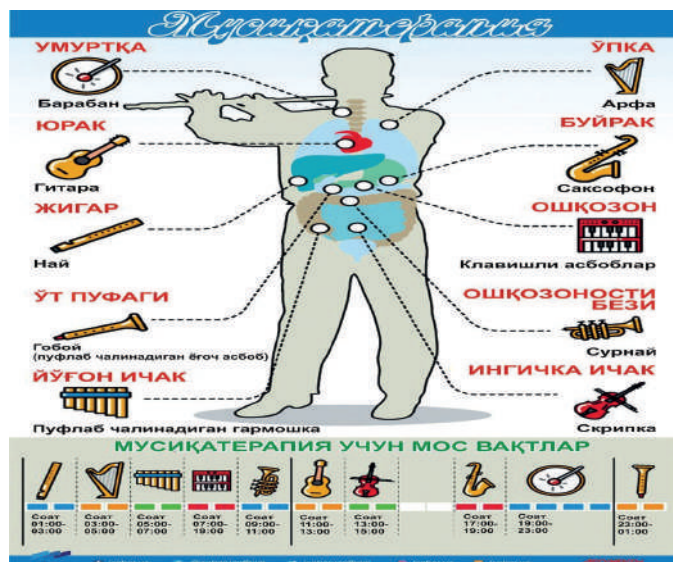 Мусиқатерапия
УМУРТҚА
Барабан
ЮРАК
Гитара
ЖИГАР
Най
ЎТ ПУФАГИ
Гобой
(пуфлаб чалинадиган ёғоч асбоб)
ЙЎҒОН ИЧАК
Пуфлаб чалинадиган гармошка
ЎПКА
Арфа
БУЙРАК
Саксофон
ОШҚОЗОН
Клавишли асбоблар
ОШҚОЗОНОСТИ
БЕЗИ
Сурнай
ИНГИЧКА ИЧАК
Скрипка
МУСИҚАТЕРАПИЯ УЧУН МОС ВАҚТЛАР
Соат
01:00-
03:00
Соат
03:00-
05:00
Соат
05:00-
07:00
Соат
07:00-
19:00
Соат
09:00-
11:00
Соат
11:00-
13:00
Соат
13:00-
15:00
Соат
17:00-
19:00
Соат
19:00-
23:00
Соат
23:00-
01:00